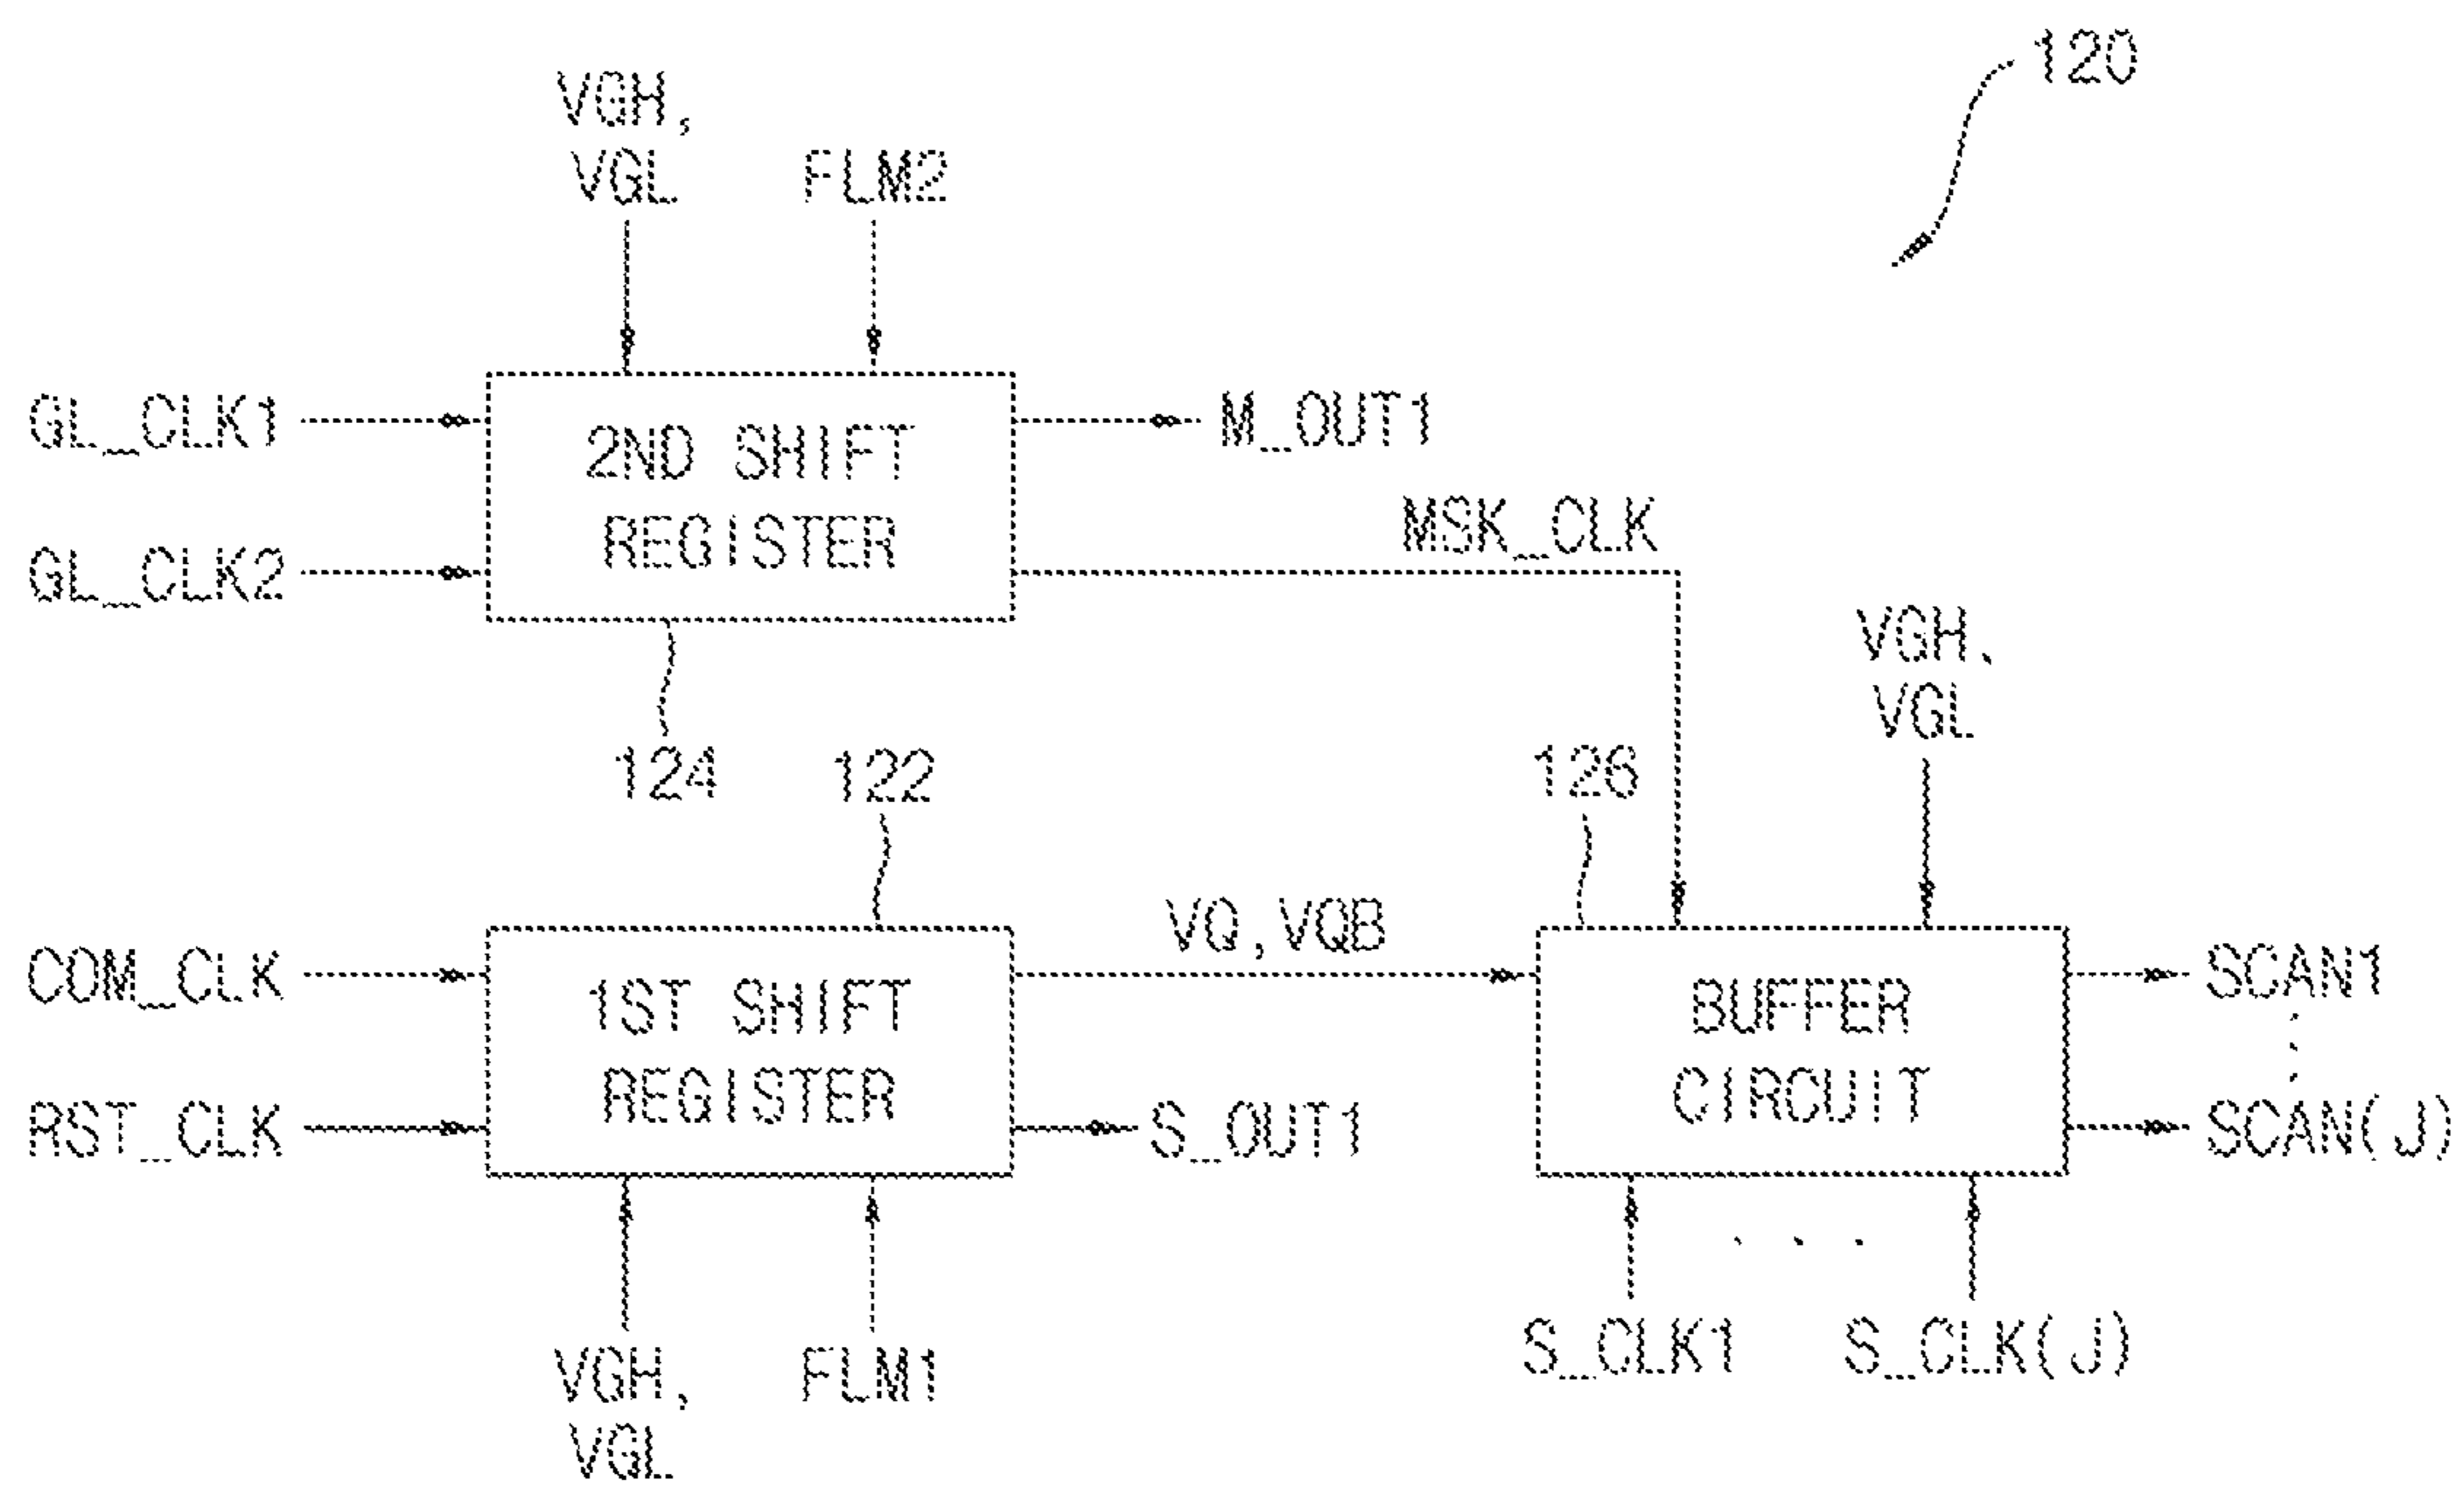 120
VGH,
VGL
FLM2
GL_CLK1
2ND SHIFT
REGISTER
M_OUT1
GL_CLK2
MSK_CLK
VGH,
VGL
124
122
126
COM_CLK
1ST SHIFT
REGISTER
VQ,VQB
BUFFER
CIRCUIT
SCAN1
RST_CLK
S_OUT1
SCAN(J)
. . .
S_CLK1
S_CLK(J)
VGH,
VGL
FLM1